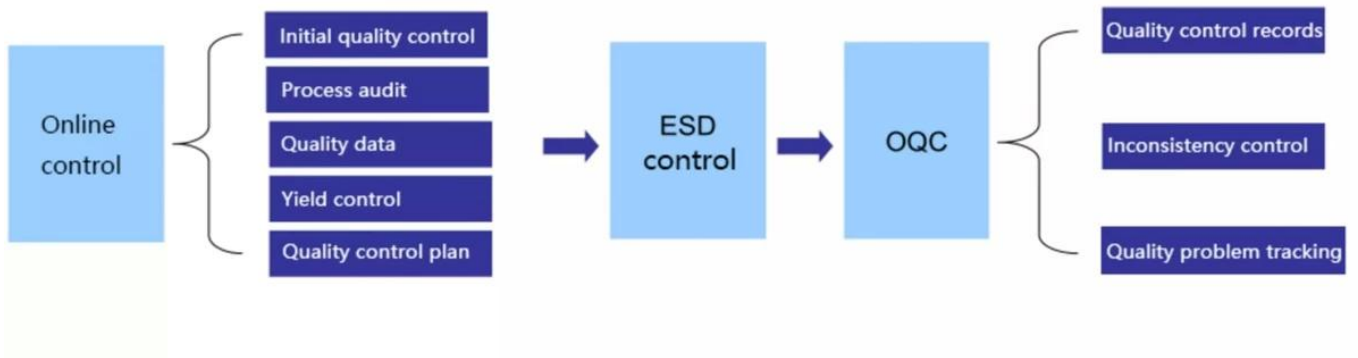 Online
control
Initial quality control
Process audit
Quality data
Yield control
Quality control plan
ESD
control
OQC
Quality control records
Inconsistency control
Quality problem tracking